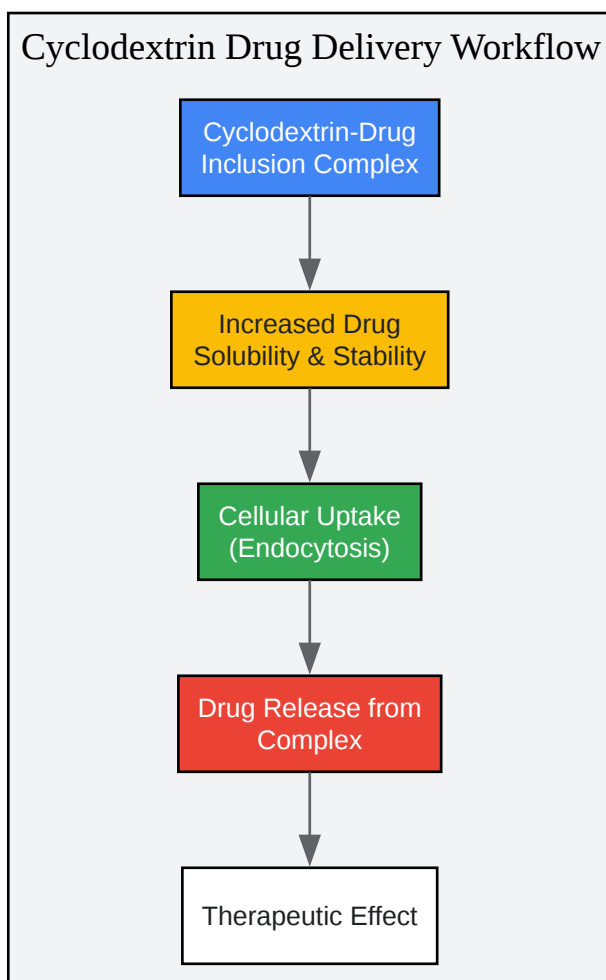 Cyclodextrin Drug Delivery Workflow
Cyclodextrin-Drug
Inclusion Complex
Increased Drug
Solubility & Stability
Cellular Uptake
(Endocytosis)
Drug Release from
Complex
Therapeutic Effect